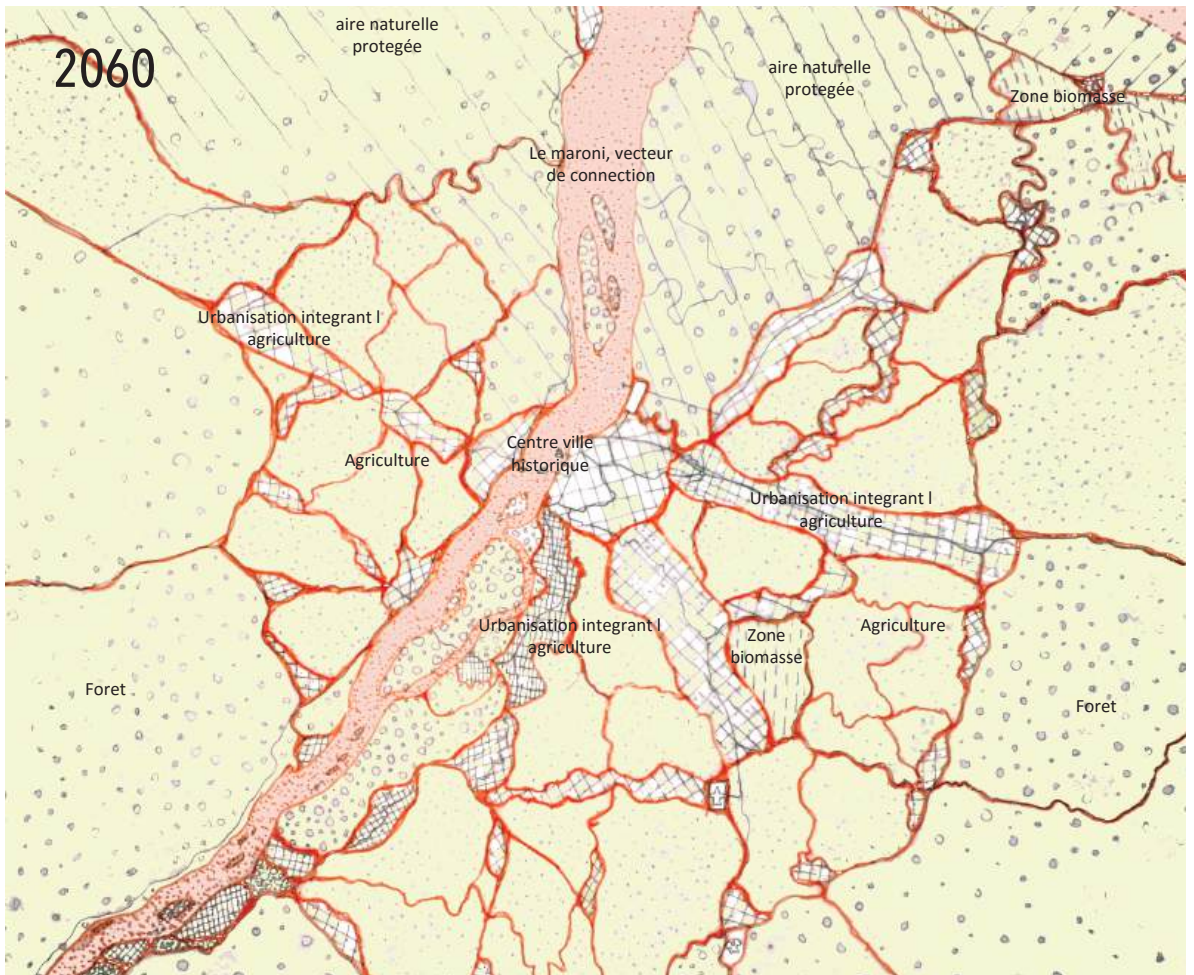 2060
aire naturelle
protegée
aire naturelle
protegée
Zone biomasse
Le maroni, vecteur
de connection
Urbanisation integrant l
agriculture
Centre ville
historique
Agriculture
Urbanisation integrant l
agriculture
Urbanisation integrant l
agriculture
Zone
biomasse
Agriculture
Foret
Foret